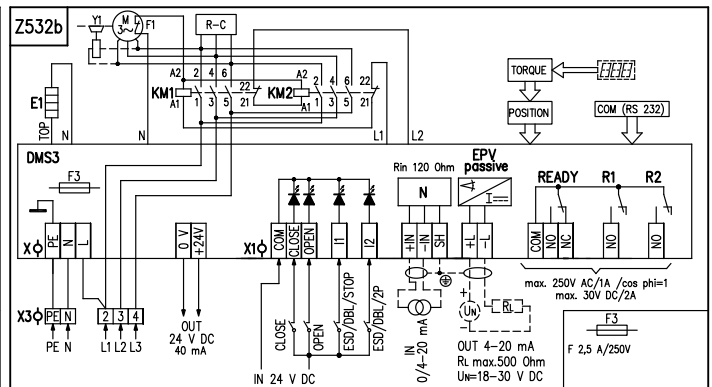 Z532b
Y1
M
3~
F1
R-C
A2
2 4 6
22
KM1
A1
1 3 5
21
A2
2 4 6
22
KM2
A1
1 3 5
21
E1
TOP
N
N
L1
L2
TORQUE
POSITION
COM (RS 232)
DMS3
F3
Rin 120 Ohm
N
EPV
passive
READY
R1
R2
X
PE
N
L
0 V
+24V
X1
COM
CLOSE
OPEN
I1
I2
+IN
-IN
SH
+L
-L
COM
NO
NC
NO
NO
max. 250V AC/1A /cos phi=1
max. 30V DC/2A
X3
PE
N
2
3
4
PE N
L1 L2 L3
OUT
24 V DC
40 mA
CLOSE
OPEN
ESD/DBL/STOP
ESD/DBL/2P
IN 24 V DC
IN
0/4-20 mA
+
UN
-
RL
OUT 4-20 mA
RL max.500 Ohm
UN=18-30 V DC
F3
F 2,5 A/250V